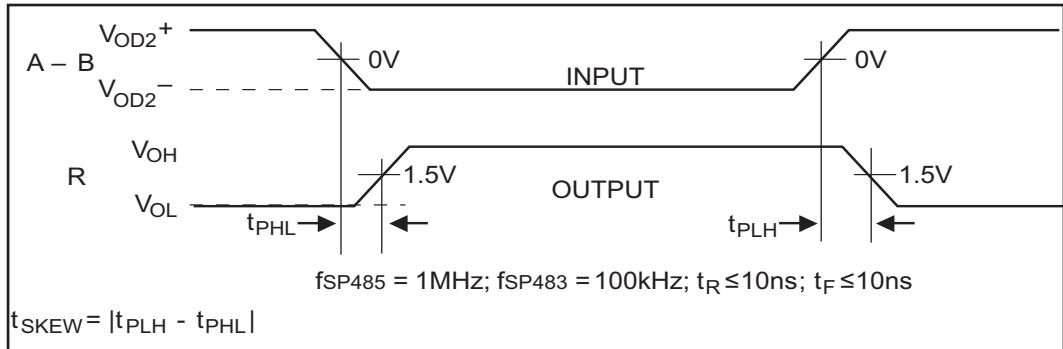 VOD2+
A – B
0V
0V
INPUT
VOD2–
VOH
R
1.5V
1.5V
OUTPUT
VOL
tPHL
tPLH
fSP485 = 1MHz; fSP483 = 100kHz; tR ≤10ns; tF ≤10ns
tSKEW = |tPLH - tPHL|